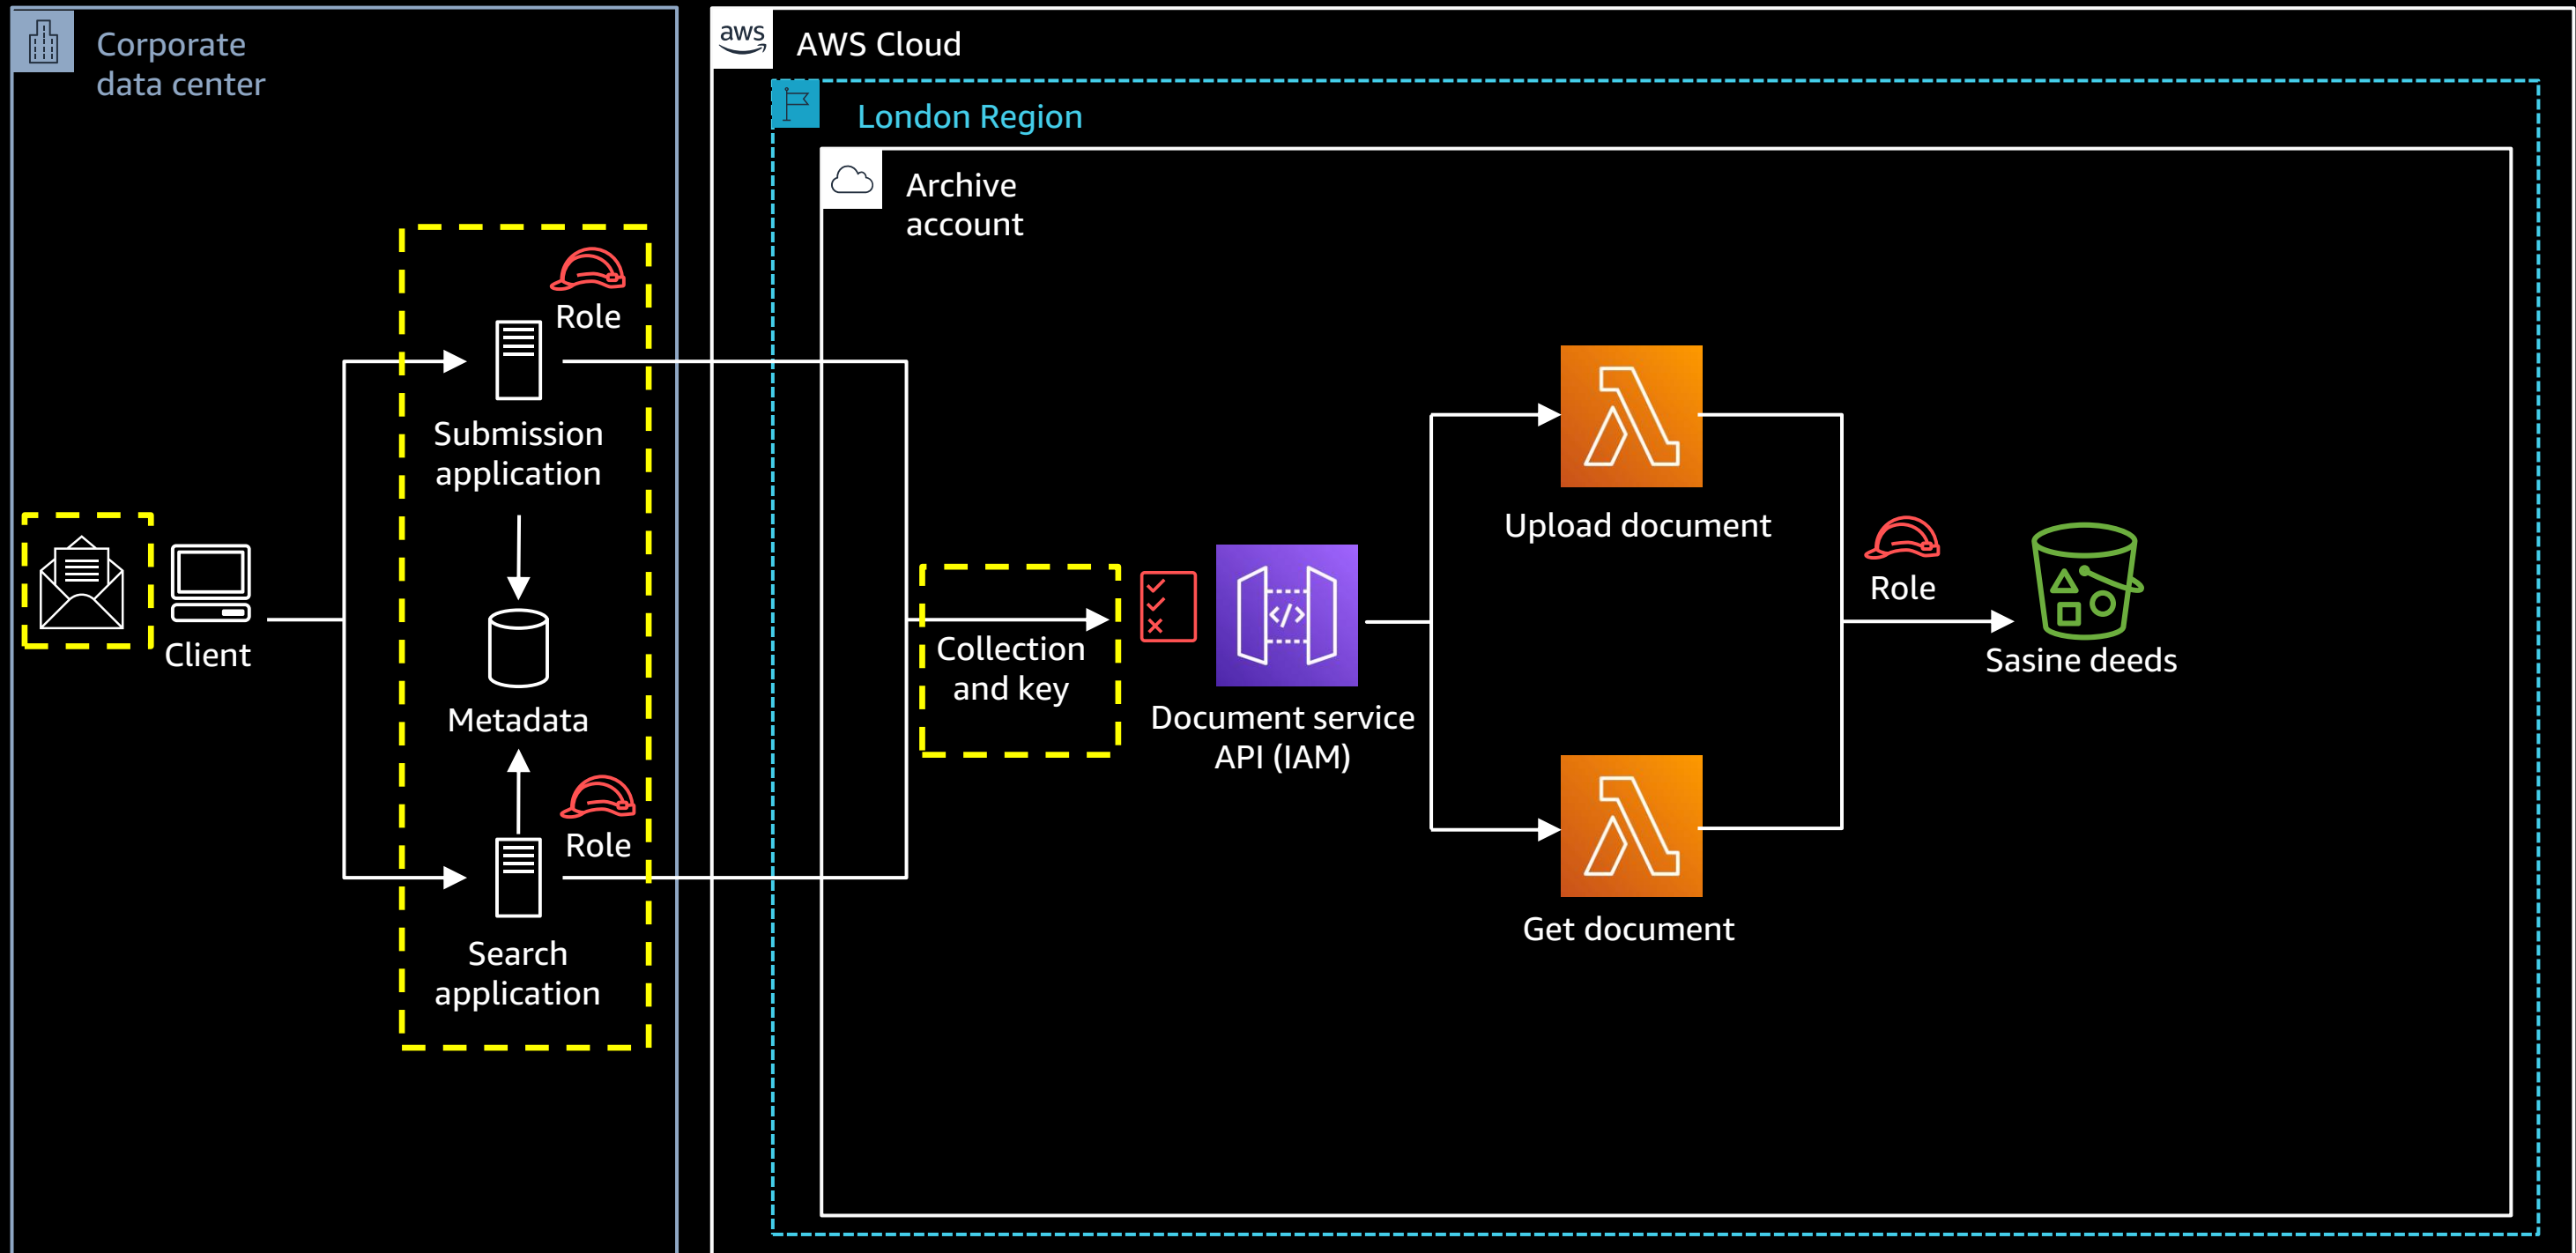 Corporate
data center
aws
AWS Cloud
London Region
Archive
account
Role
Submission
application
Client
Metadata
Role
Search
application
Collection
and key
</>
Document service
API (IAM)
Upload document
Get document
Role
Sasine deeds